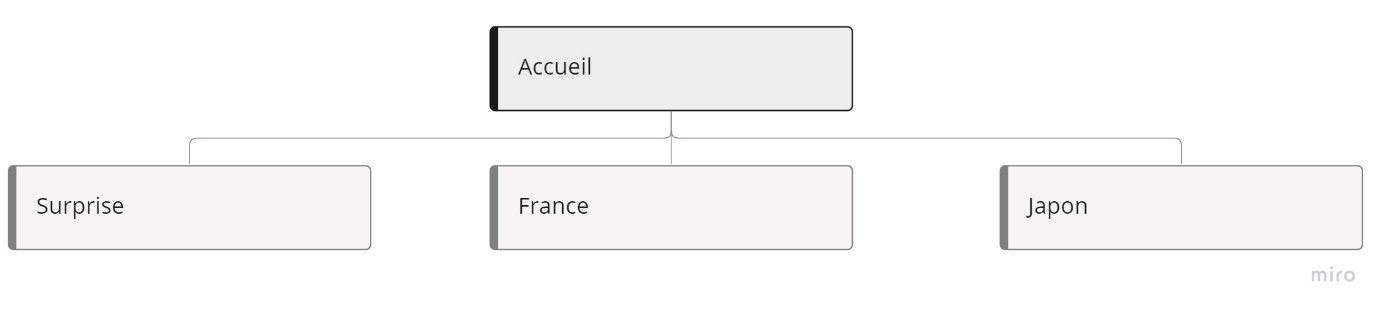 Accueil
Surprise
France
Japon
miro